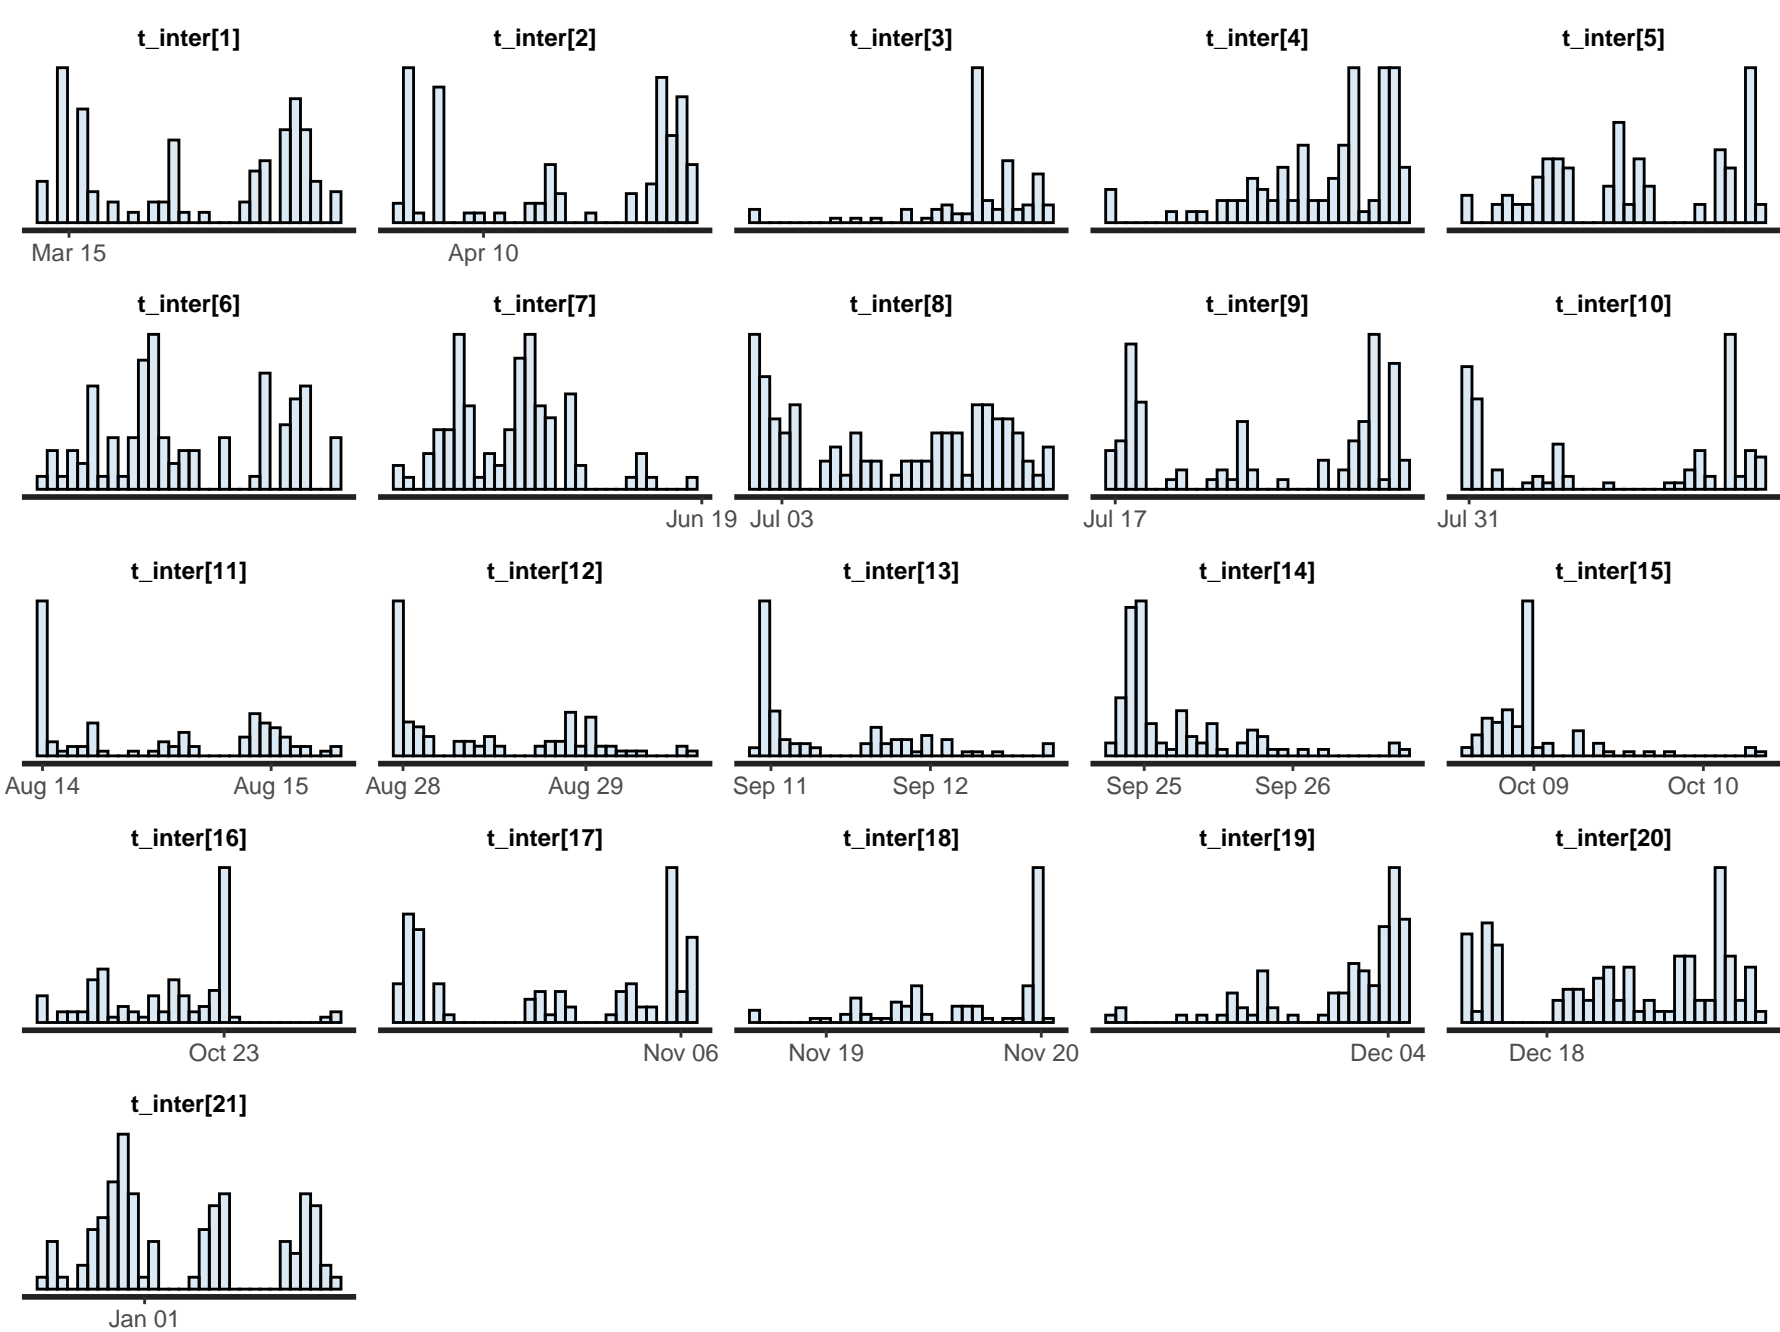 t_inter[1] t_inter[2] t_inter[3] t_inter[4] t_inter[5]
Mar 15 Apr 10
t_inter[6] t_inter[7] t_inter[8] t_inter[9] t_inter[10]
Jun 19 Jul 03 Jul 17 Jul 31
t_inter[11] t_inter[12] t_inter[13] t_inter[14] t_inter[15]
Aug 14 Aug 15 Aug 28 Aug 29 Sep 11 Sep 12 Sep 25 Sep 26 Oct 09 Oct 10
t_inter[16] t_inter[17] t_inter[18] t_inter[19] t_inter[20]
Oct 23 Nov 06 Nov 19 Nov 20 Dec 04 Dec 18
t_inter[21]
Jan 01